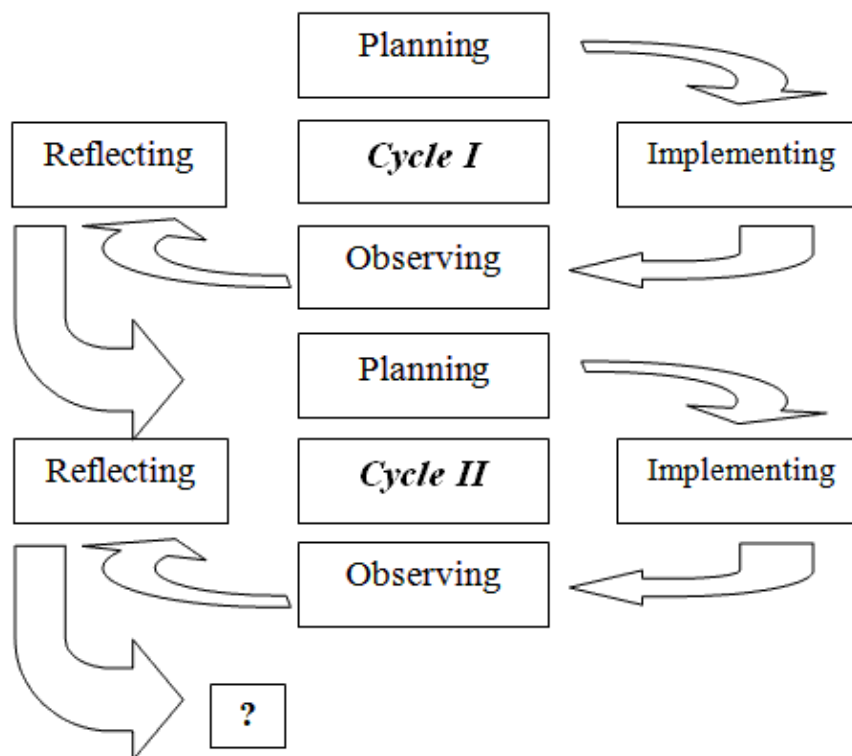 Planning
Reflecting
Cycle I
Implementing
Observing
Planning
Reflecting
Cycle II
Implementing
Observing
?